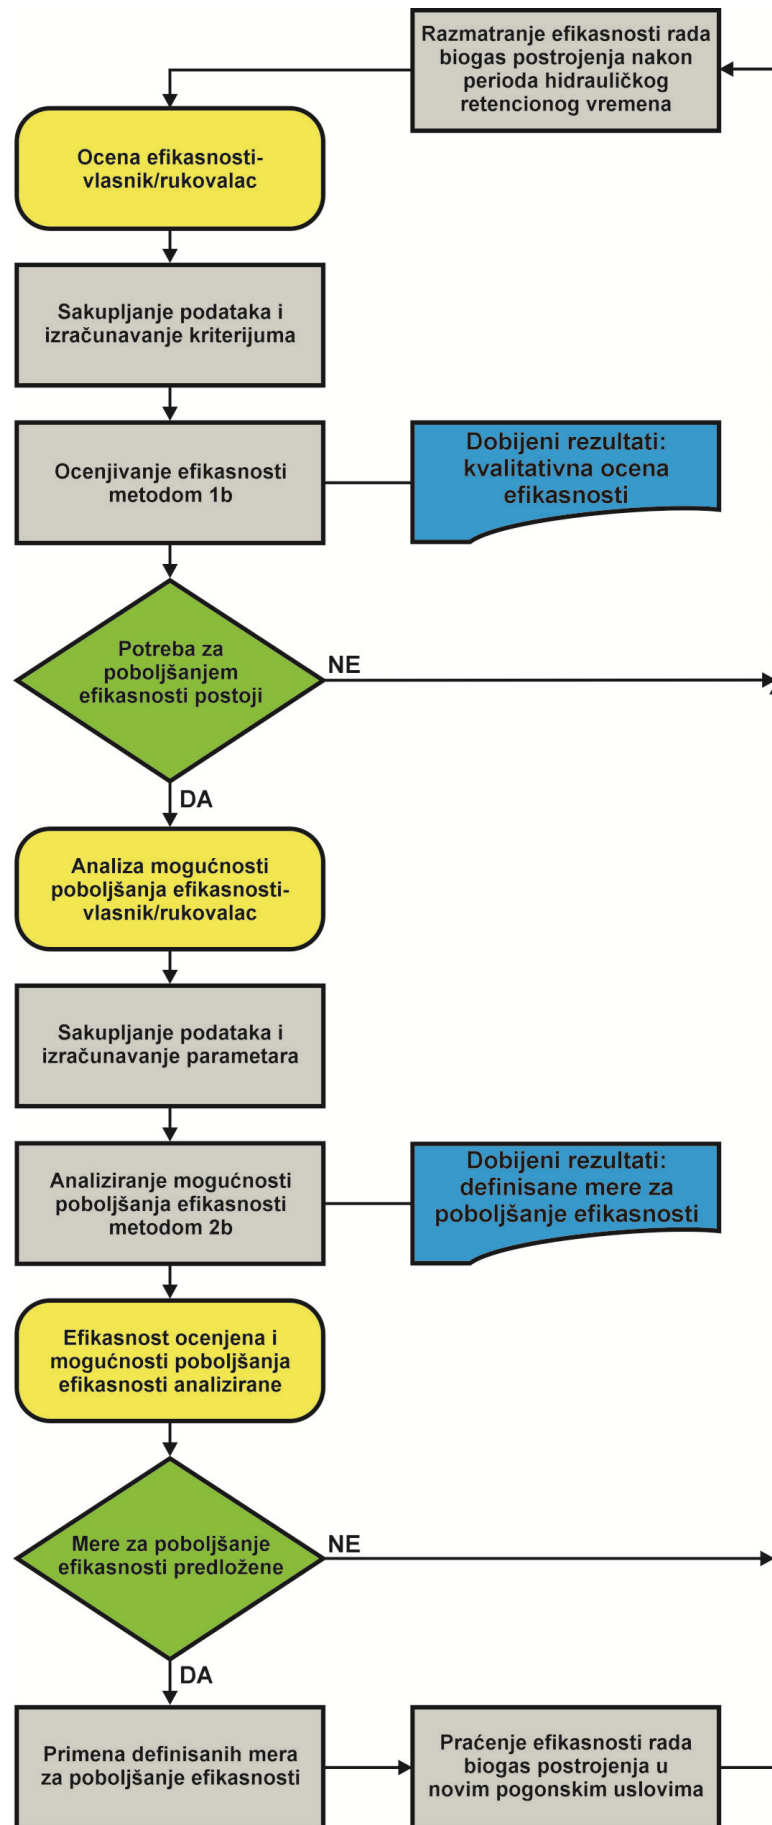 Razmatranje efikasnosti rada
biogas postrojenja nakon
perioda hidrauličkog
retencionog vremena
Ocena efikasnosti-
vlasnik/rukovalac
Sakupljanje podataka i
izračunavanje kriterijuma
Ocenjivanje efikasnosti
metodom 1b
Dobijeni rezultati:
kvalitativna ocena
efikasnosti
Potreba za
poboljšanjem
efikasnosti postoji
NE
DA
Analiza mogućnosti
poboljšanja efikasnosti-
vlasnik/rukovalac
Sakupljanje podataka i
izračunavanje parametara
Analiziranje mogućnosti
poboljšanja efikasnosti
metodom 2b
Dobijeni rezultati:
definisane mere za
poboljšanje efikasnosti
Efikasnost ocenjena i
mogućnosti poboljšanja
efikasnosti analizirane
Mere za poboljšanje
efikasnosti predložene
NE
DA
Primena definisanih mera
za poboljšanje efikasnosti
Praćenje efikasnosti rada
biogas postrojenja u
novim pogonskim uslovima